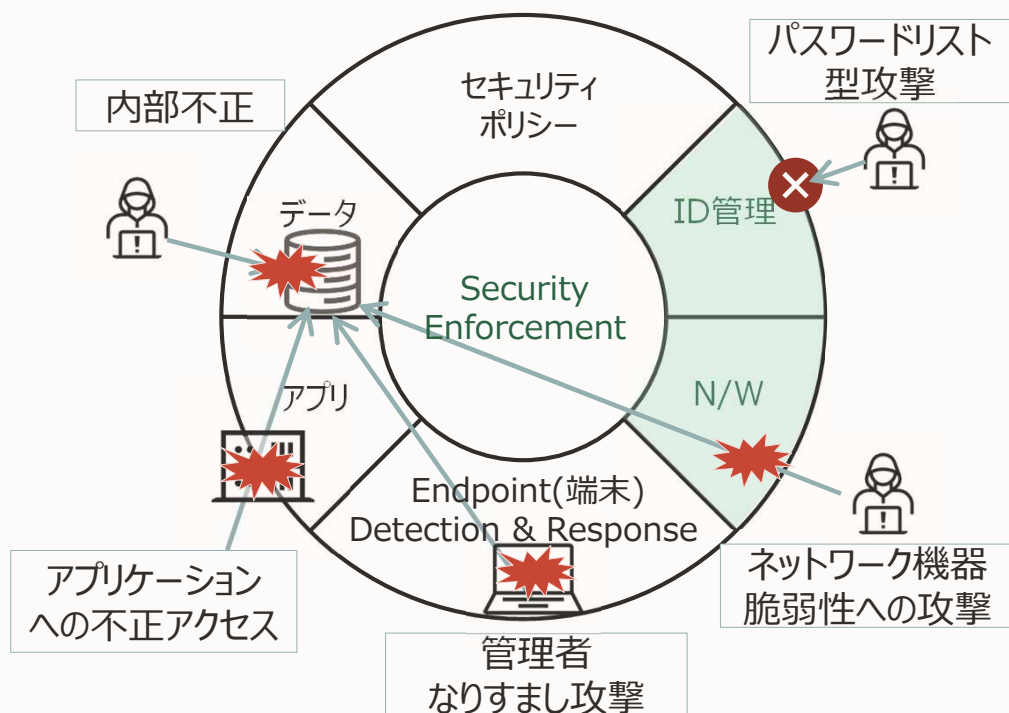 パスワードリスト
型攻撃
内部不正
セキュリティ
ポリシー
ID管理
データ
Security
Enforcement
N/W
アプリ
Endpoint(端末)
Detection & Response
アプリケーション
への不正アクセス
管理者
なりすまし攻撃
ネットワーク機器
脆弱性への攻撃